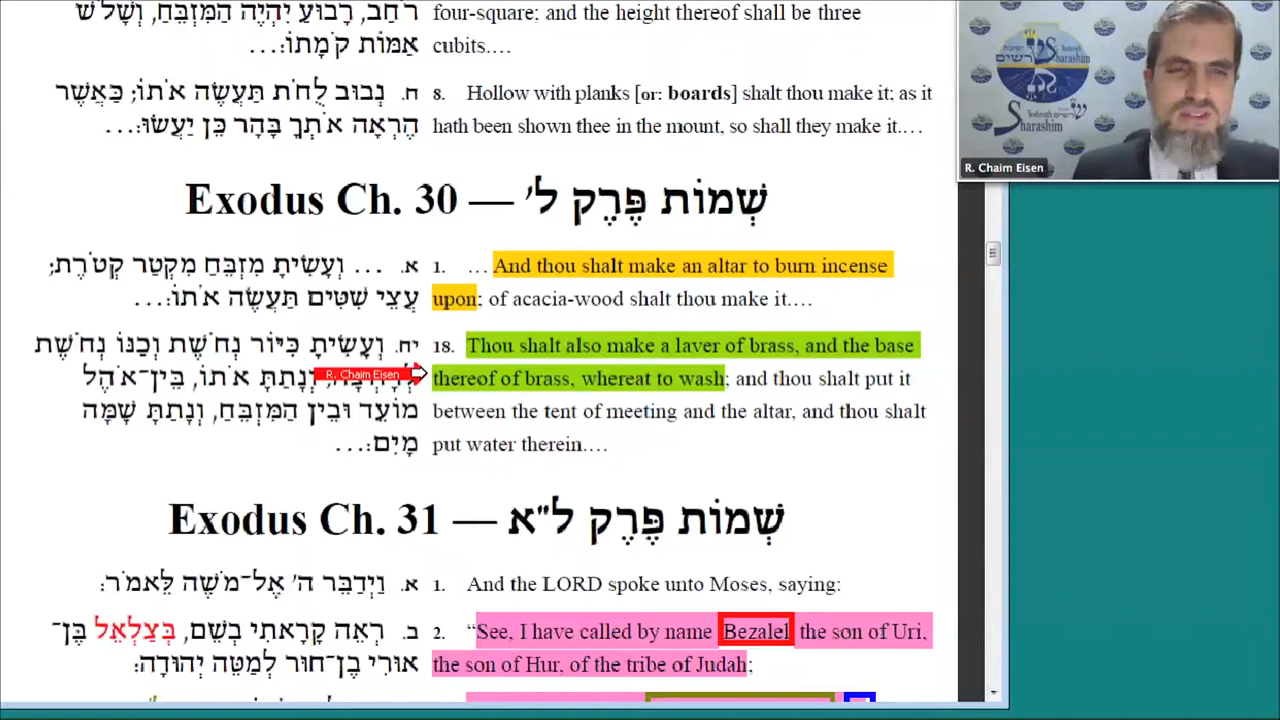 רֹחַב, רָבוּעַ יִהְיֶה הַמִּזְבֵּחַ, וְשָׁלֹשׁ
אַמּוֹת קֹמָתוֹ:…
four-square; and the height thereof shall be three
cubits.…
ח. נְבוּב לֻחֹת תַּעֲשֶׂה אֹתוֹ; כַּאֲשֶׁר
הֶרְאָה אֹתְךָ בָּהָר כֵּן יַעֲשׂוּ:…
8. Hollow with planks [or: boards] shalt thou make it; as it
hath been shown thee in the mount, so shall they make it.…
Exodus Ch. 30 — שְׁמוֹת פֶּרֶק ל׳
א. … וְעָשִׂיתָ מִזְבֵּחַ מִקְטַר קְטֹרֶת;
עֲצֵי שִׁטִּים תַּעֲשֶׂה אֹתוֹ:…
1. … And thou shalt make an altar to burn incense
upon; of acacia-wood shalt thou make it.…
יח. וְעָשִׂיתָ כִּיּוֹר נְחֹשֶׁת וְכַנּוֹ נְחֹשֶׁת
וְנָתַתָּ אֹתוֹ, בֵּין־אֹהֶל
מוֹעֵד וּבֵין הַמִּזְבֵּחַ, וְנָתַתָּ שָׁמָּה
מָיִם:…
R. Chaim Eisen
18. Thou shalt also make a laver of brass, and the base
thereof of brass, whereat to wash; and thou shalt put it
between the tent of meeting and the altar, and thou shalt
put water therein.…
Exodus Ch. 31 — שְׁמוֹת פֶּרֶק ל״א
א. וַיְדַבֵּר ה׳ אֶל־מֹשֶׁה לֵּאמֹר:
1. And the LORD spoke unto Moses, saying:
ב. רְאֵה קָרָאתִי בְשֵׁם, בְּצַלְאֵל בֶּן־
אוּרִי בֶן־חוּר לְמַטֵּה יְהוּדָה:
2. “See, I have called by name Bezalel the son of Uri,
the son of Hur, of the tribe of Judah;
Sharashim
R. Chaim Eisen